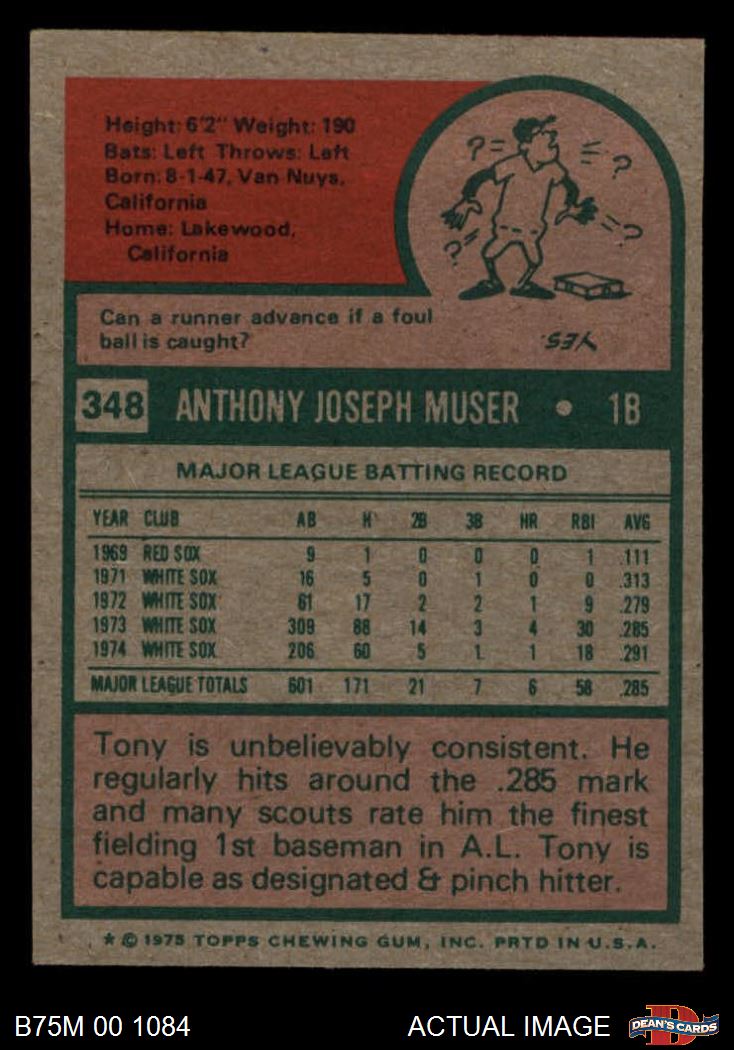 Height: 6'2" Weight: 190
Bats: Left Throws: Left
Born: 8-1-47, Van Nuys,
California
Home: Lakewood,
California
? ? ? ?
Can a runner advance if a foul
ball is caught?
YES.
348 ANTHONY JOSEPH MUSER • 1B
MAJOR LEAGUE BATTING RECORD
YEAR CLUB AB H 2B 3B HR RBI AVG
1969 RED SOX 9 1 0 0 0 1 .111
1971 WHITE SOX 16 5 0 1 0 0 .313
1972 WHITE SOX 61 17 2 2 1 9 .279
1973 WHITE SOX 309 88 14 3 4 30 .285
1974 WHITE SOX 206 60 5 1 1 18 .291
MAJOR LEAGUE TOTALS 601 171 21 7 6 58 .285
Tony is unbelievably consistent. He
regularly hits around the .285 mark
and many scouts rate him the finest
fielding 1st baseman in A.L. Tony is
capable as designated & pinch hitter.
* © 1975 TOPPS CHEWING GUM, INC. PRTD IN U.S.A.
B75M 00 1084 ACTUAL IMAGE D DEAN'S CARDS